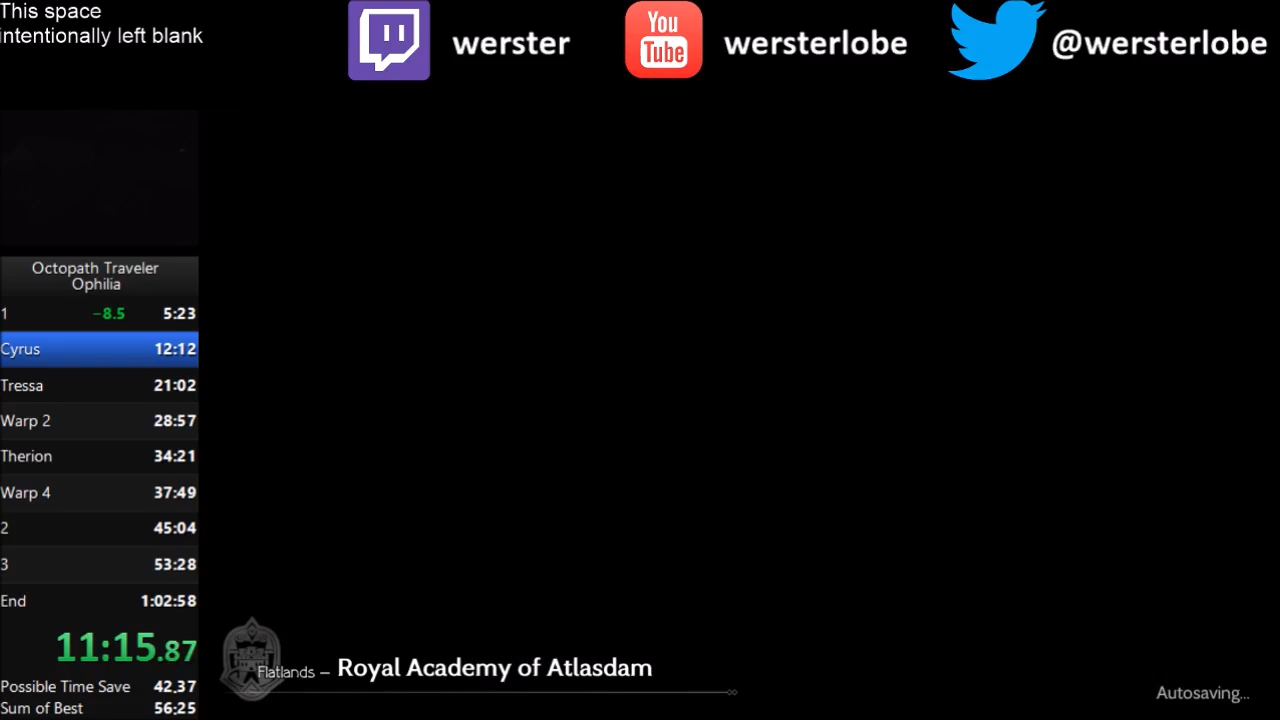 This space
intentionally left blank
werster
You
Tube
wersterlobe
@wersterlobe
Octopath Traveler
Ophilia
1 −8.5 5:23
Cyrus 12:12
Tressa 21:02
Warp 2 28:57
Therion 34:21
Warp 4 37:49
2 45:04
3 53:28
End 1:02:58
11:15.87
Possible Time Save 42.37
Sum of Best 56:25
Flatlands – Royal Academy of Atlasdam
Autosaving...